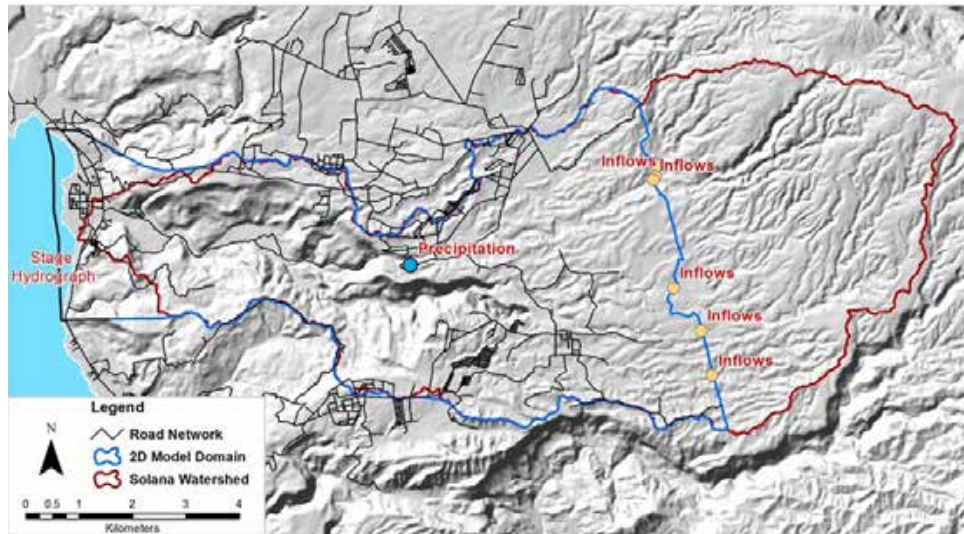 Inflows
Inflows
Precipitation
Stage
Hydrograph
Inflows
Inflows
Inflows
Legend
Road Network
2D Model Domain
Solana Watershed
N
0 0.5 1 2 3 4
Kilometers